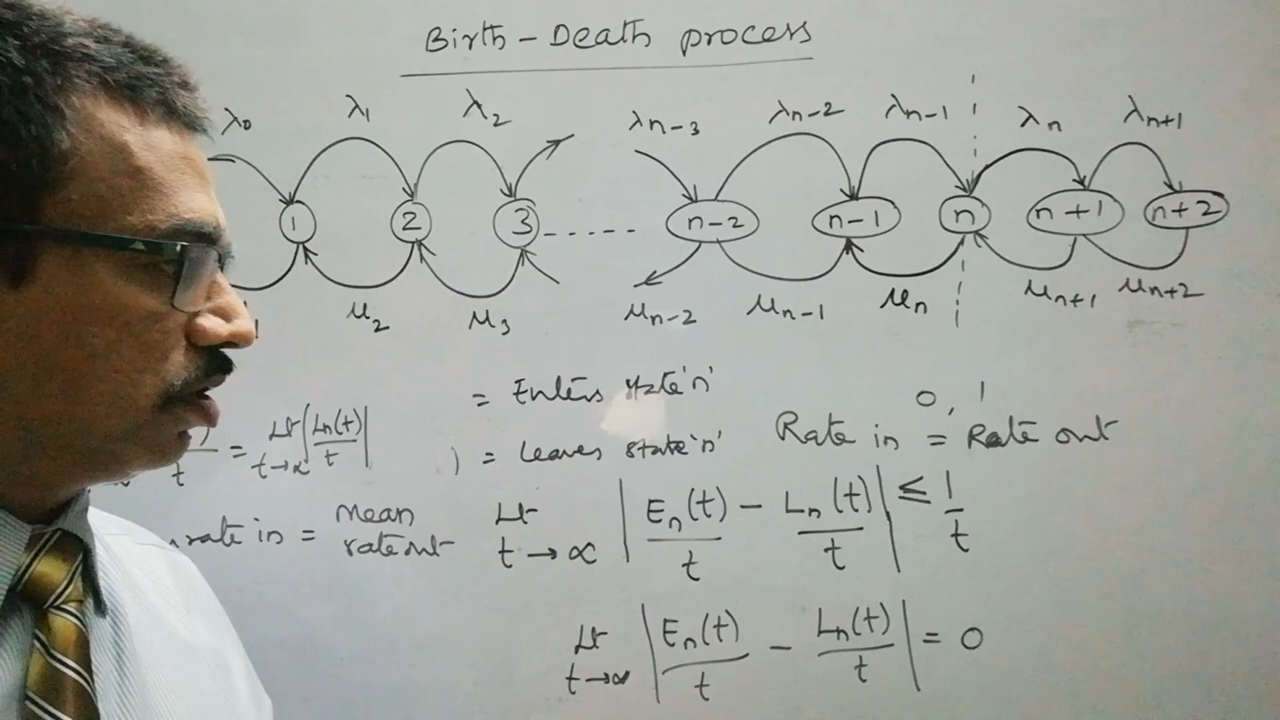 Birth - Death process
λ0 λ1 λ2 λn-3 λn-2 λn-1 λn λn+1
1 2 3 ----- n-2 n-1 n n+1 n+2
1 μ2 μ3 μn-2 μn-1 μn μn+1 μn+2
= Enters state 'n'
0, 1
) = leaves state 'n'
Rate in = Rate out
)/t = Lt t→∞ |Ln(t)/t|
rate in = Mean rate out
Lt t→∞ |En(t)/t - Ln(t)/t| ≤ 1/t
Lt t→∞ |En(t)/t - Ln(t)/t| = 0